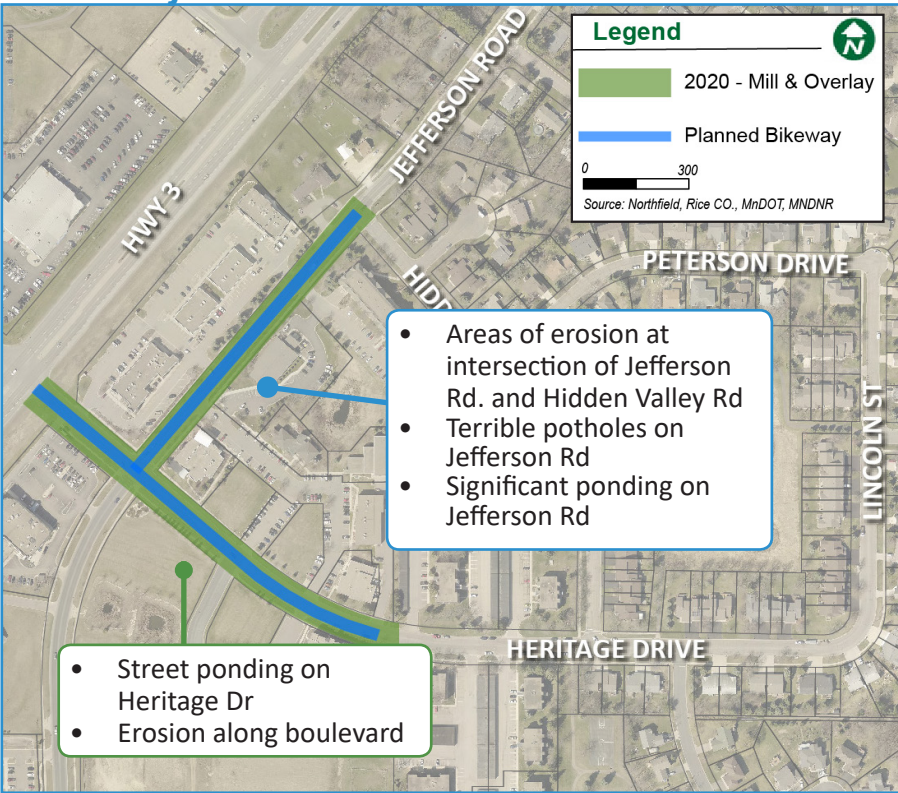 Legend
N
2020 - Mill & Overlay
Planned Bikeway
0 300
Source: Northfield, Rice CO., MnDOT, MNDNR
JEFFERSON ROAD
HWY 3
PETERSON DRIVE
LINCOLN ST
HERITAGE DRIVE
• Areas of erosion at
intersection of Jefferson
Rd. and Hidden Valley Rd
• Terrible potholes on
Jefferson Rd
• Significant ponding on
Jefferson Rd
• Street ponding on
Heritage Dr
• Erosion along boulevard